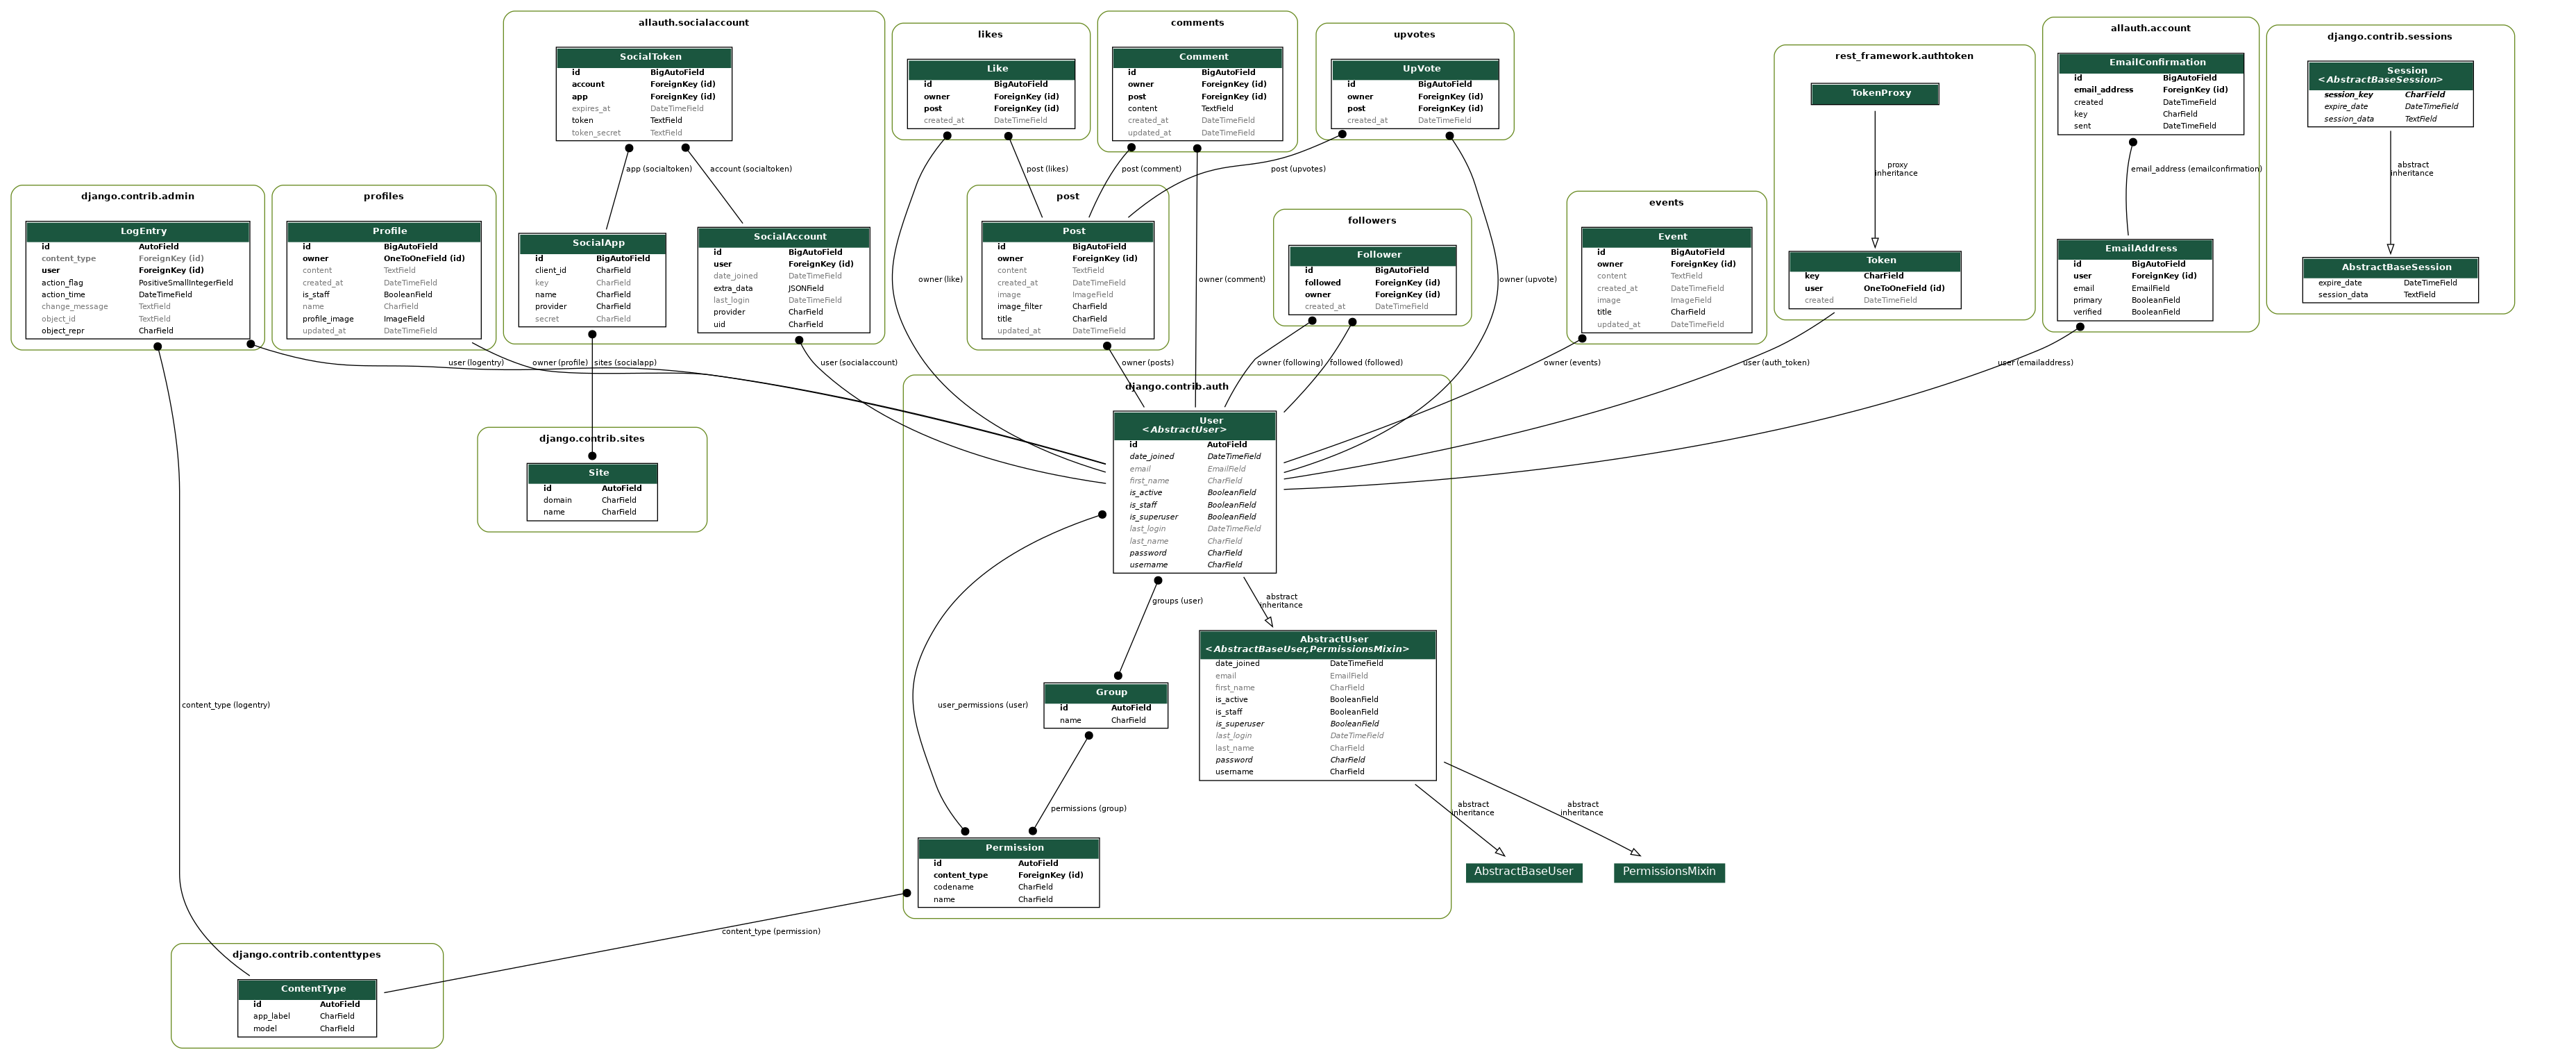 allauth.socialaccount
SocialToken
id BigAutoField
account ForeignKey (id)
app ForeignKey (id)
expires_at DateTimeField
token TextField
token_secret TextField
app (socialtoken)
account (socialtoken)
SocialApp
id BigAutoField
client_id CharField
key CharField
name CharField
provider CharField
secret CharField
SocialAccount
id BigAutoField
user ForeignKey (id)
date_joined DateTimeField
extra_data JSONField
last_login DateTimeField
provider CharField
uid CharField
likes
Like
id BigAutoField
owner ForeignKey (id)
post ForeignKey (id)
created_at DateTimeField
comments
Comment
id BigAutoField
owner ForeignKey (id)
post ForeignKey (id)
content TextField
created_at DateTimeField
updated_at DateTimeField
upvotes
UpVote
id BigAutoField
owner ForeignKey (id)
post ForeignKey (id)
created_at DateTimeField
rest_framework.authtoken
TokenProxy
proxy
inheritance
Token
key CharField
user OneToOneField (id)
created DateTimeField
allauth.account
EmailConfirmation
id BigAutoField
email_address ForeignKey (id)
created DateTimeField
key CharField
sent DateTimeField
email_address (emailconfirmation)
EmailAddress
id BigAutoField
user ForeignKey (id)
email EmailField
primary BooleanField
verified BooleanField
django.contrib.sessions
Session
<AbstractBaseSession>
session_key CharField
expire_date DateTimeField
session_data TextField
abstract
inheritance
AbstractBaseSession
expire_date DateTimeField
session_data TextField
django.contrib.admin
LogEntry
id AutoField
content_type ForeignKey (id)
user ForeignKey (id)
action_flag PositiveSmallIntegerField
action_time DateTimeField
change_message TextField
object_id TextField
object_repr CharField
profiles
Profile
id BigAutoField
owner OneToOneField (id)
content TextField
created_at DateTimeField
is_staff BooleanField
name CharField
profile_image ImageField
updated_at DateTimeField
post (likes)
post (comment)
post (upvotes)
post
Post
id BigAutoField
owner ForeignKey (id)
content TextField
created_at DateTimeField
image ImageField
image_filter CharField
title CharField
updated_at DateTimeField
followers
Follower
id BigAutoField
followed ForeignKey (id)
owner ForeignKey (id)
created_at DateTimeField
events
Event
id BigAutoField
owner ForeignKey (id)
content TextField
created_at DateTimeField
image ImageField
title CharField
updated_at DateTimeField
owner (like)
owner (comment)
owner (upvote)
user (logentry)
owner (profile)
sites (socialapp)
user (socialaccount)
owner (posts)
owner (following)
followed (followed)
owner (events)
user (auth_token)
user (emailaddress)
django.contrib.sites
Site
id AutoField
domain CharField
name CharField
django.contrib.auth
User
<AbstractUser>
id AutoField
date_joined DateTimeField
email EmailField
first_name CharField
is_active BooleanField
is_staff BooleanField
is_superuser BooleanField
last_login DateTimeField
last_name CharField
password CharField
username CharField
groups (user)
abstract
inheritance
AbstractUser
<AbstractBaseUser,PermissionsMixin>
date_joined DateTimeField
email EmailField
first_name CharField
is_active BooleanField
is_staff BooleanField
is_superuser BooleanField
last_login DateTimeField
last_name CharField
password CharField
username CharField
user_permissions (user)
Group
id AutoField
name CharField
permissions (group)
content_type (logentry)
abstract
inheritance
abstract
inheritance
AbstractBaseUser
PermissionsMixin
Permission
id AutoField
content_type ForeignKey (id)
codename CharField
name CharField
content_type (permission)
django.contrib.contenttypes
ContentType
id AutoField
app_label CharField
model CharField